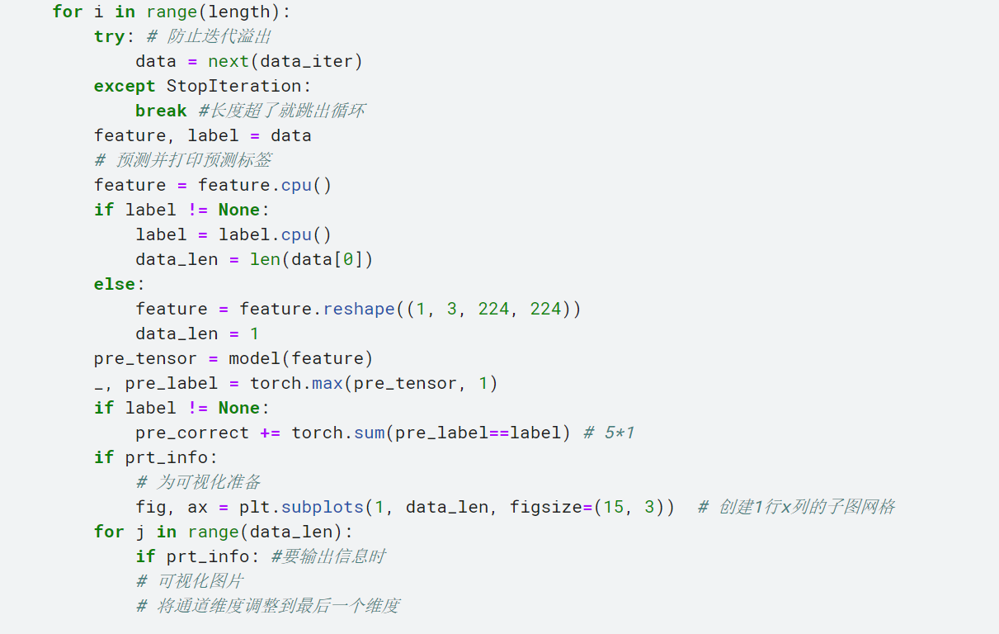 for i in range(length):
    try: # 防止迭代溢出
        data = next(data_iter)
    except StopIteration:
        break #长度超了就跳出循环
    feature, label = data
    # 预测并打印预测标签
    feature = feature.cpu()
    if label != None:
        label = label.cpu()
        data_len = len(data[0])
    else:
        feature = feature.reshape((1, 3, 224, 224))
        data_len = 1
    pre_tensor = model(feature)
    _, pre_label = torch.max(pre_tensor, 1)
    if label != None:
        pre_correct += torch.sum(pre_label==label) # 5*1
    if prt_info:
        # 为可视化准备
        fig, ax = plt.subplots(1, data_len, figsize=(15, 3))  # 创建1行x列的子图网格
    for j in range(data_len):
        if prt_info: #要输出信息时
        # 可视化图片
        # 将通道维度调整到最后一个维度